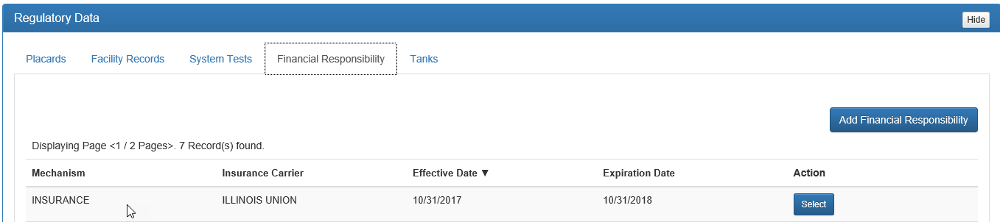 Regulatory Data
Hide
Placards Facility Records System Tests Financial Responsibility Tanks
Add Financial Responsibility
Displaying Page <1 / 2 Pages>. 7 Record(s) found.
Mechanism Insurance Carrier Effective Date ▼ Expiration Date Action
INSURANCE ILLINOIS UNION 10/31/2017 10/31/2018 Select